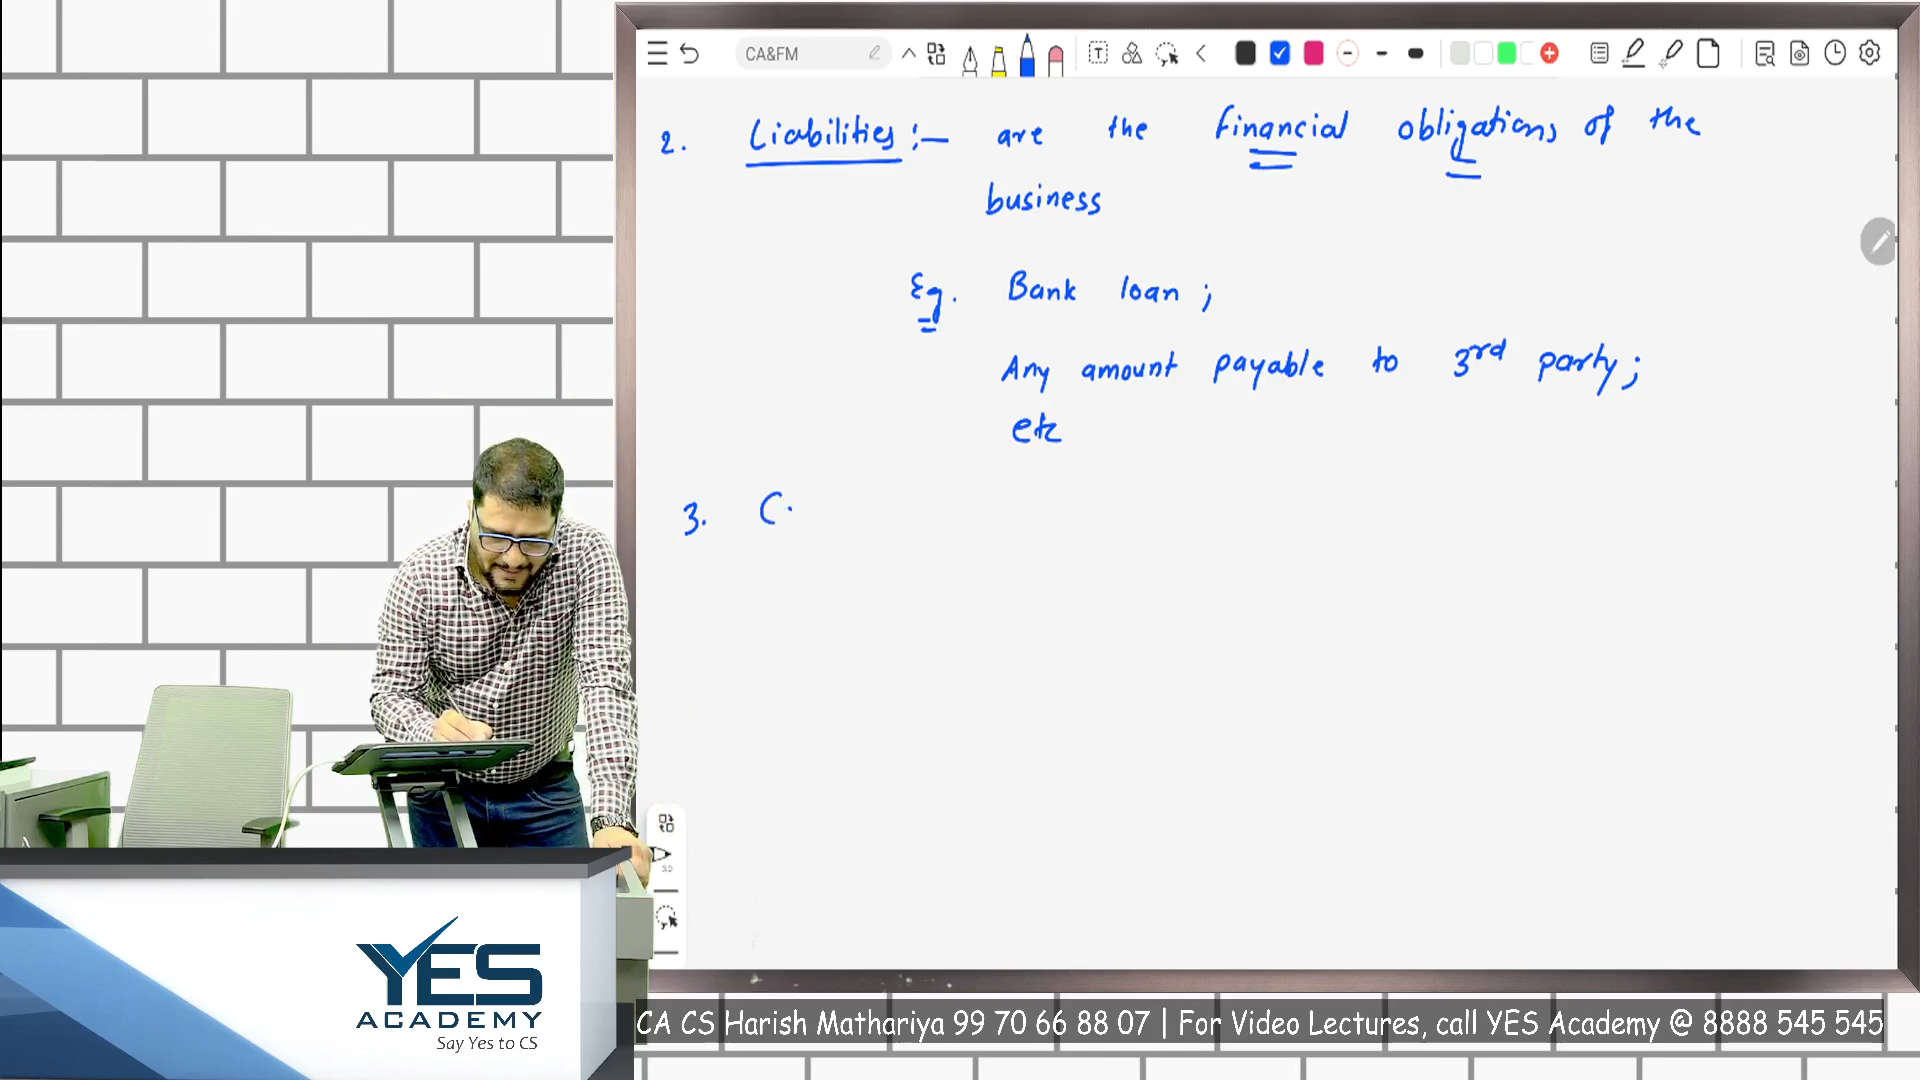 CA&FM
2. Liabilities :- are the financial obligations of the
business
Eg. Bank loan ;
Any amount payable to 3rd party ;
etc
3. C.
3.0
YES
ACADEMY
Say Yes to CS
CA CS Harish Mathariya 99 70 66 88 07 | For Video Lectures, call YES Academy @ 8888 545 545